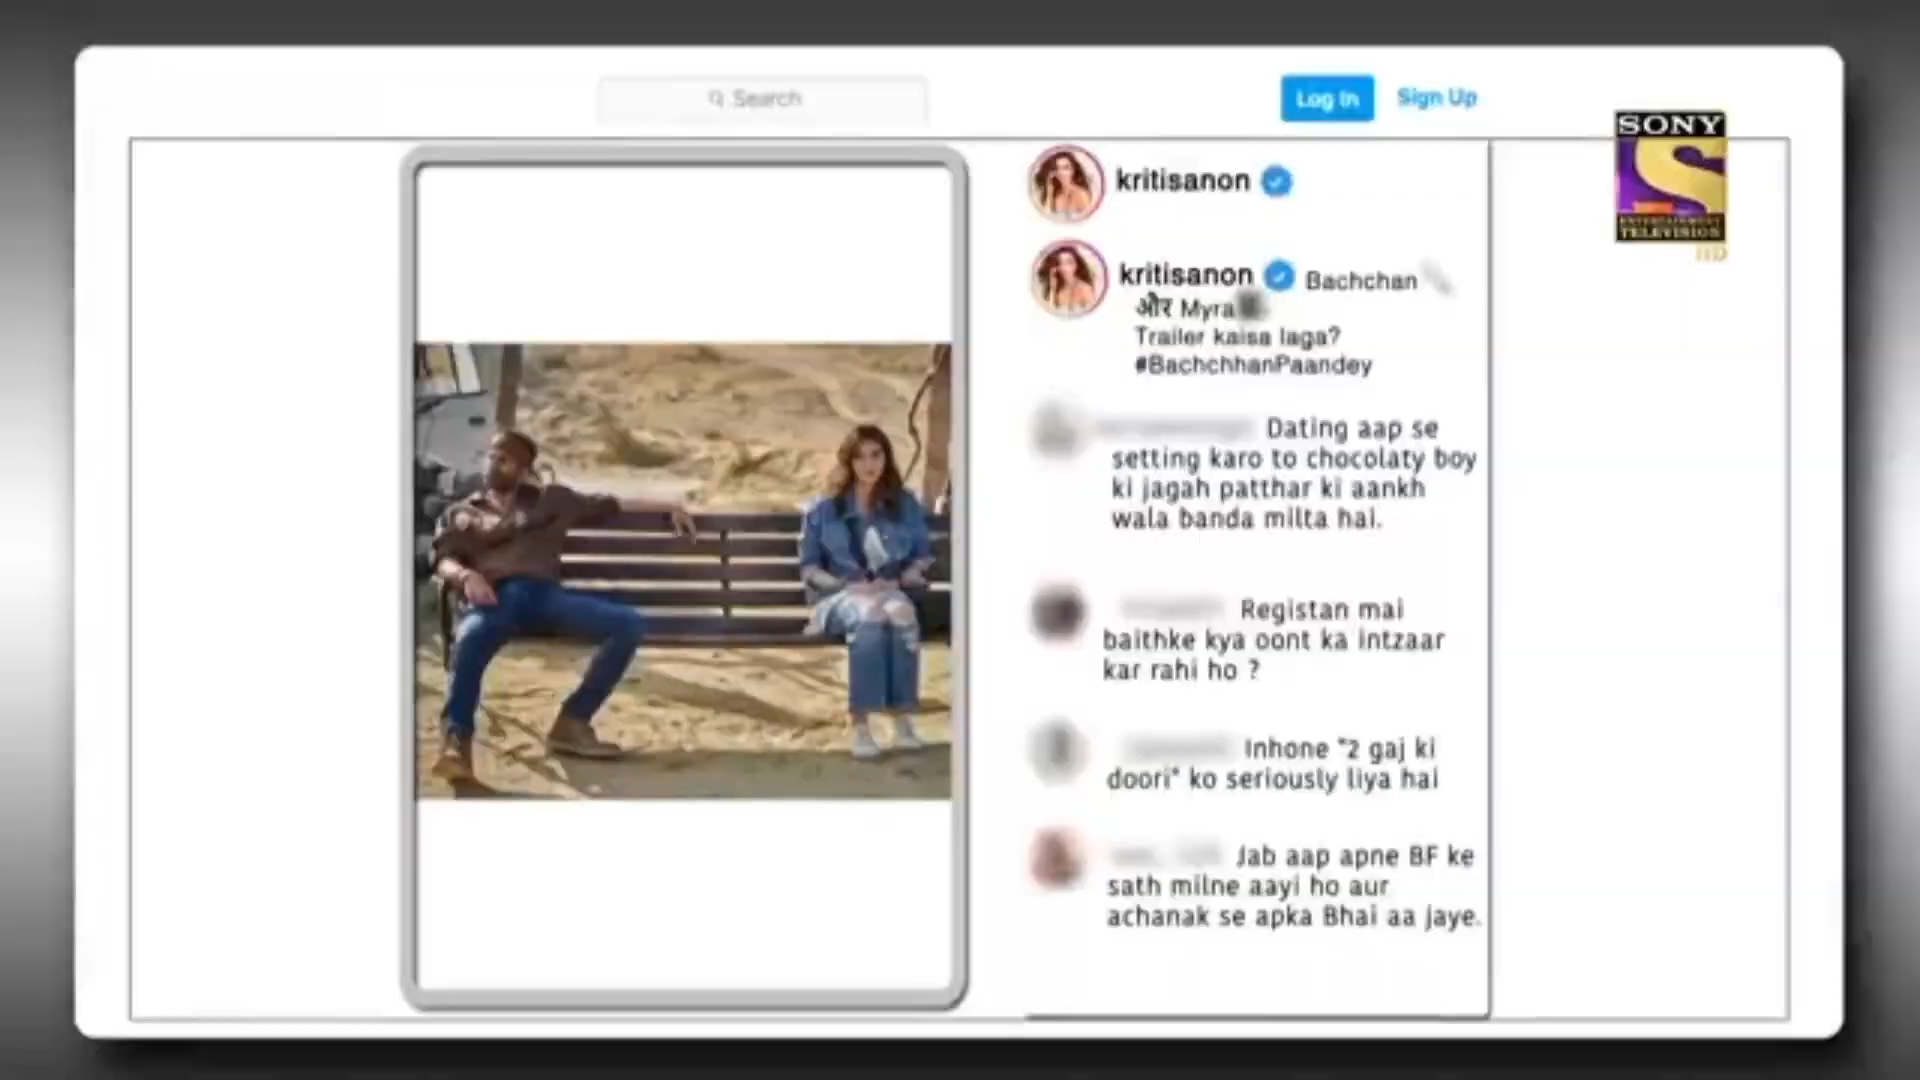 Search
Log In
Sign Up
SONY
ENTERTAINMENT
TELEVISION
HD
kritisanon
kritisanon Bachchan
और Myra
Trailer kaisa laga?
#BachchhanPaandey
Dating aap se
setting karo to chocolaty boy
ki jagah patthar ki aankh
wala banda milta hai.
Registan mai
baithke kya oont ka intzaar
kar rahi ho ?
Inhone "2 gaj ki
doori" ko seriously liya hai
Jab aap apne BF ke
sath milne aayi ho aur
achanak se apka Bhai aa jaye.